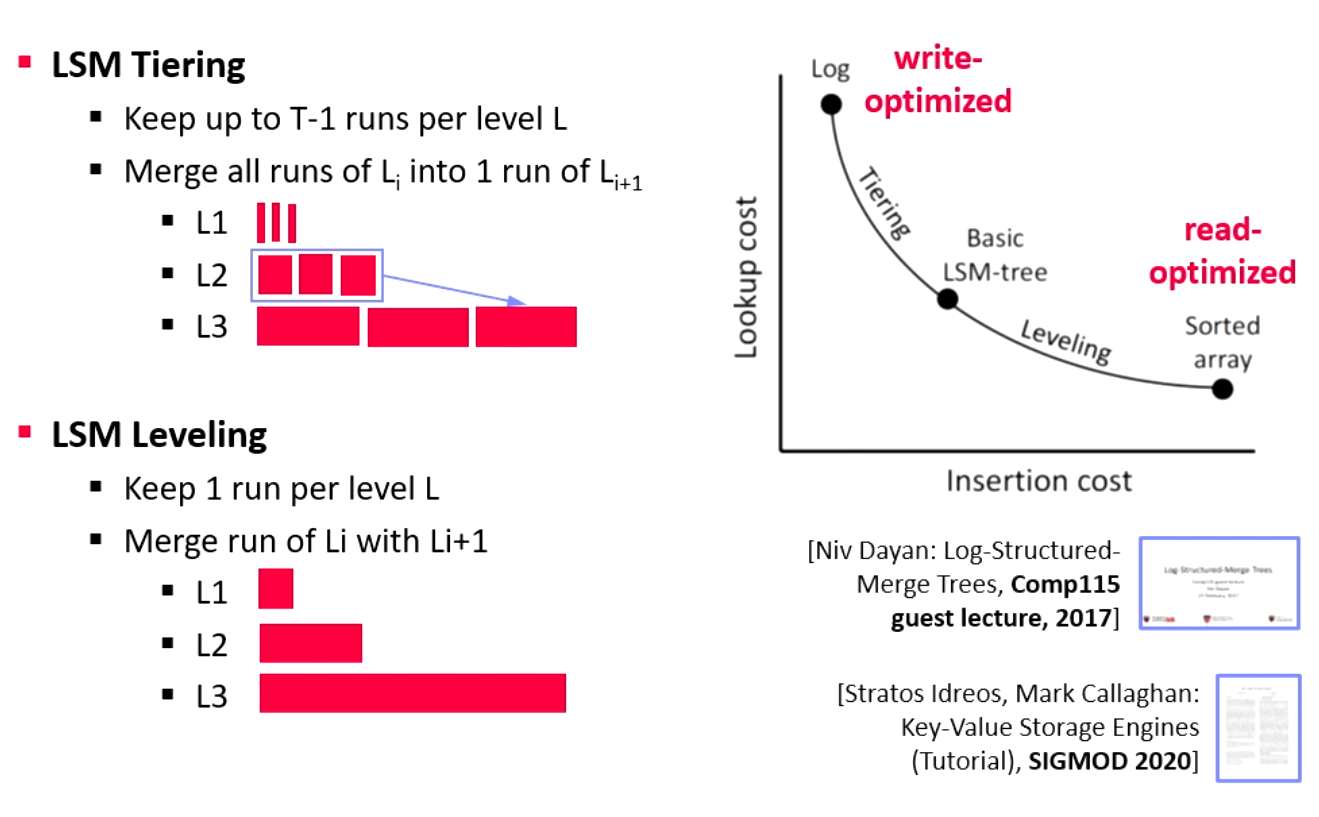 LSM Tiering
Keep up to T-1 runs per level L
Merge all runs of Li into 1 run of Li+1
L1
L2
L3
LSM Leveling
Keep 1 run per level L
Merge run of Li with Li+1
L1
L2
L3
Log
write-
optimized
Tiering
Basic
LSM-tree
Leveling
read-
optimized
Sorted
array
Lookup cost
Insertion cost
[Niv Dayan: Log-Structured-
Merge Trees, Comp115
guest lecture, 2017]
Log-Structured-Merge Trees
[Stratos Idreos, Mark Callaghan:
Key-Value Storage Engines
(Tutorial), SIGMOD 2020]